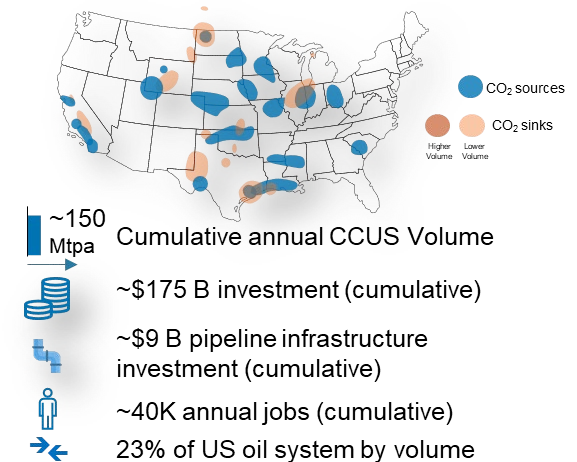 CO2 sources
CO2 sinks
Higher Volume
Lower Volume
~150 Mtpa
Cumulative annual CCUS Volume
~$175 B investment (cumulative)
~$9 B pipeline infrastructure
investment (cumulative)
~40K annual jobs (cumulative)
23% of US oil system by volume